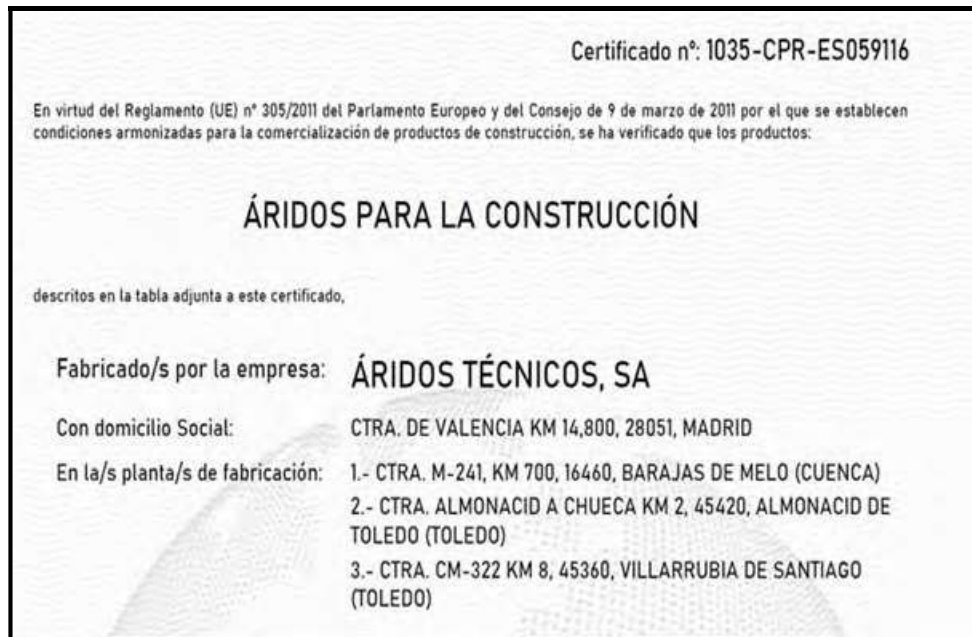 Certificado nº: 1035-CPR-ES059116
En virtud del Reglamento (UE) nº 305/2011 del Parlamento Europeo y del Consejo de 9 de marzo de 2011 por el que se establecen
condiciones armonizadas para la comercialización de productos de construcción, se ha verificado que los productos:
ÁRIDOS PARA LA CONSTRUCCIÓN
descritos en la tabla adjunta a este certificado,
Fabricado/s por la empresa: ÁRIDOS TÉCNICOS, SA
Con domicilio Social: CTRA. DE VALENCIA KM 14,800, 28051, MADRID
En la/s planta/s de fabricación: 1.- CTRA. M-241, KM 700, 16460, BARAJAS DE MELO (CUENCA)
2.- CTRA. ALMONACID A CHUECA KM 2, 45420, ALMONACID DE
TOLEDO (TOLEDO)
3.- CTRA. CM-322 KM 8, 45360, VILLARRUBIA DE SANTIAGO
(TOLEDO)